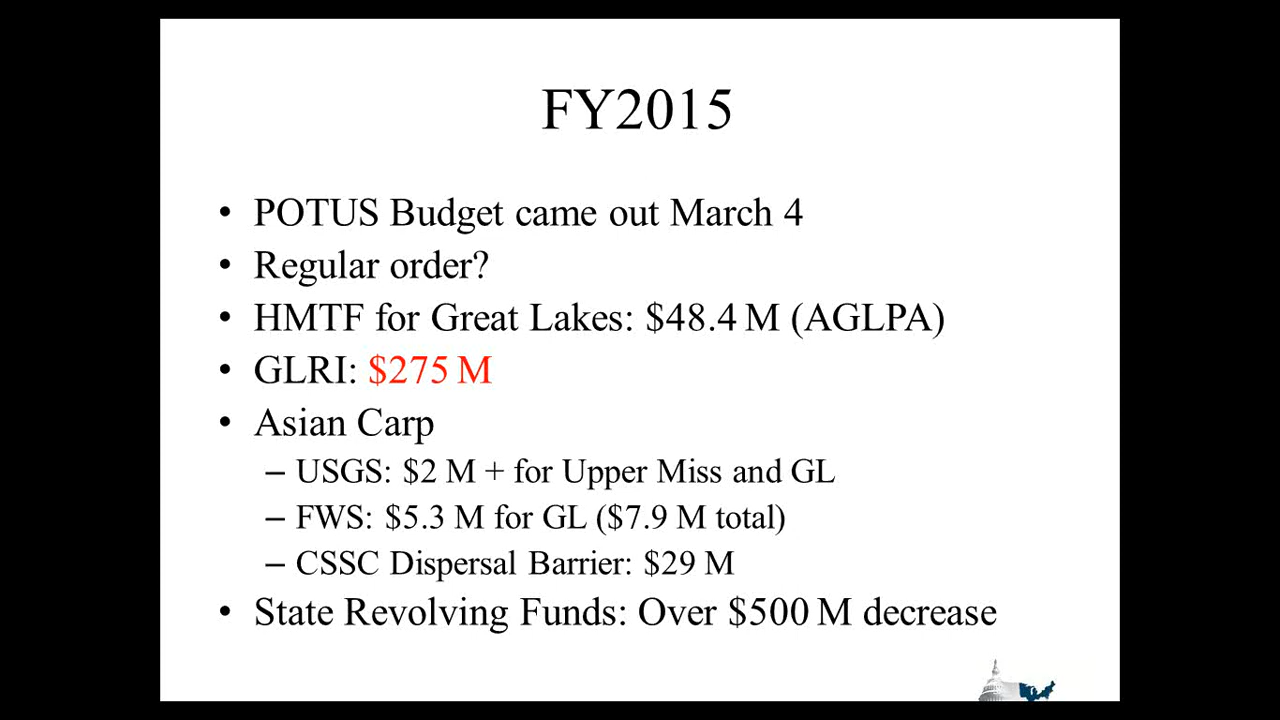 FY2015
• POTUS Budget came out March 4
• Regular order?
• HMTF for Great Lakes: $48.4 M (AGLPA)
• GLRI: $275 M
• Asian Carp
– USGS: $2 M + for Upper Miss and GL
– FWS: $5.3 M for GL ($7.9 M total)
– CSSC Dispersal Barrier: $29 M
• State Revolving Funds: Over $500 M decrease